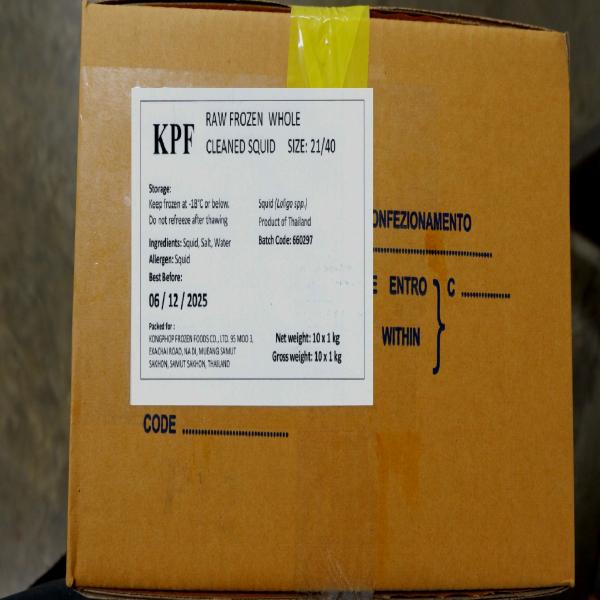 KPF
RAW FROZEN WHOLE
CLEANED SQUID SIZE: 21/40
Storage:
Keep frozen at -18°C or below.
Do not refreeze after thawing
Ingredients: Squid, Salt, Water
Allergen: Squid
Best Before:
06 / 12 / 2025
Squid (Loligo spp.)
Product of Thailand
Batch Code: 660297
Packed for :
KONGPHOP FROZEN FOODS CO., LTD. 95 MOO 3,
EKACHAI ROAD, NA DI, MUEANG SAMUT
SAKHON, SAMUT SAKHON, THAILAND
Net weight: 10 x 1 kg
Gross weight: 10 x 1 kg
ONFEZIONAMENTO
E ENTRO } C
WITHIN
CODE